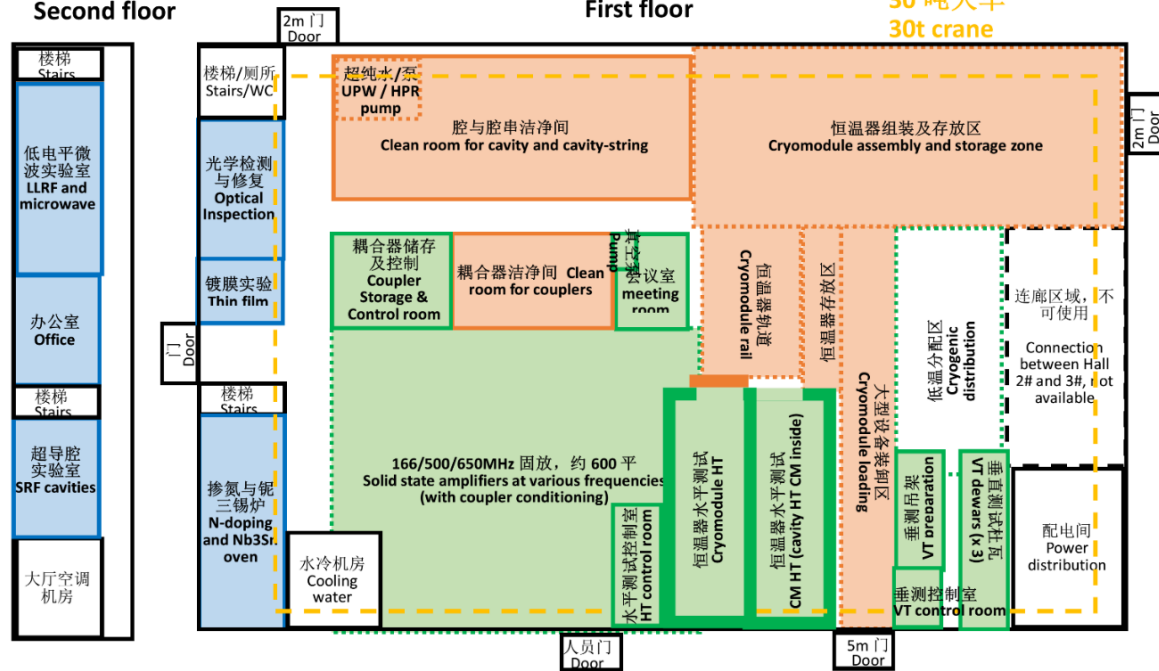 Second floor
First floor
30 吨天车
30t crane
2m 门
Door
楼梯
Stairs
低电平微
波实验室
LLRF and
microwave
办公室
Office
楼梯
Stairs
超导腔
实验室
SRF cavities
大厅空调
机房
楼梯/厕所
Stairs/WC
光学检测
与修复
Optical
Inspection
镀膜实验
Thin film
门
Door
楼梯
Stairs
掺氮与铌
三锡炉
N-doping
and Nb3Sn
oven
水冷机房
Cooling
water
超纯水/泵
UPW / HPR
pump
腔与腔串洁净间
Clean room for cavity and cavity-string
恒温器组装及存放区
Cryomodule assembly and storage zone
2m 门
Door
耦合器储存
及控制
Coupler
Storage &
Control room
耦合器洁净间 Clean
room for couplers
真空泵
Pump
会议室
meeting
room
恒温器轨道
Cryomodule rail
恒温器存放区
大型设备装卸区
Cryomodule loading
低温分配区
Cryogenic
distribution
连廊区域，不
可使用
Connection
between Hall
2# and 3#, not
available
166/500/650MHz 固放，约 600 平
Solid state amplifiers at various frequencies
(with coupler conditioning)
水平测试控制室
HT control room
恒温器水平测试
Cryomodule HT
恒温器水平测试
CM HT (cavity HT CM inside)
垂测吊架
VT preparation
垂直测试杜瓦
VT dewars (x 3)
垂测控制室
VT control room
配电间
Power
distribution
人员门
Door
5m 门
Door